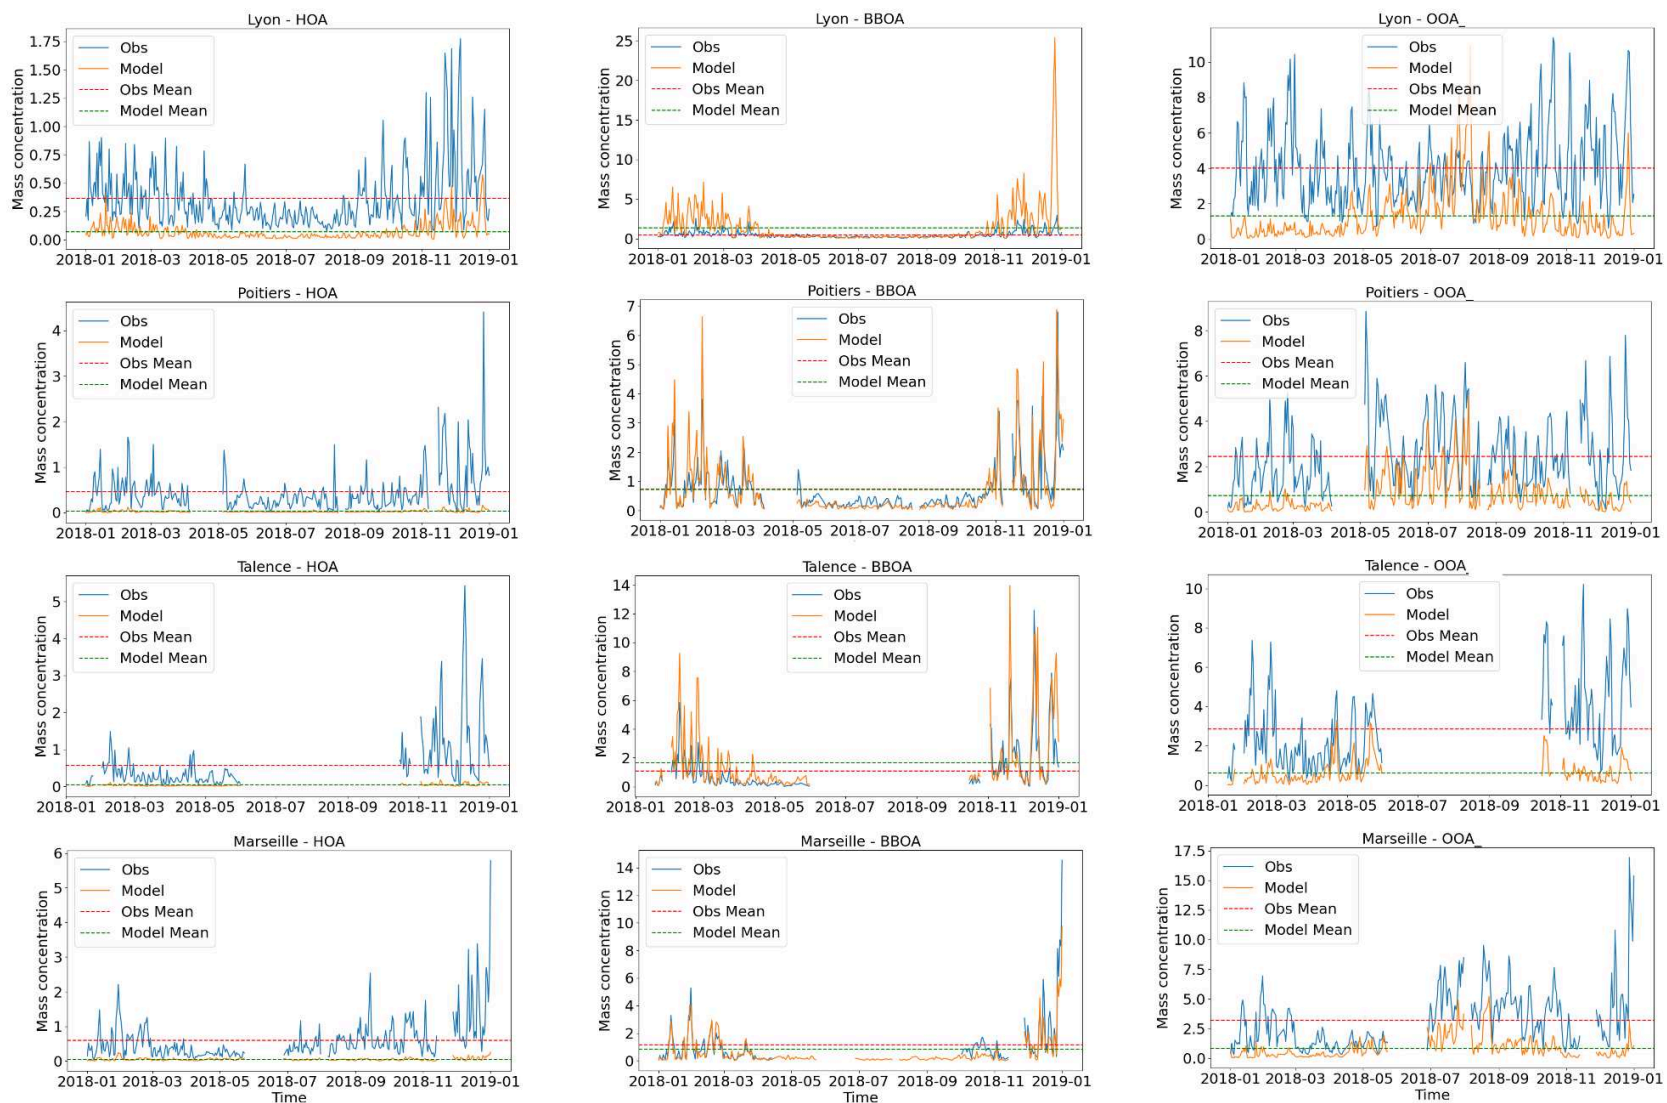 Lyon - HOA
Mass concentration
1.75
1.50
1.25
1.00
0.75
0.50
0.25
0.00
Obs
Model
Obs Mean
Model Mean
2018-01 2018-03 2018-05 2018-07 2018-09 2018-11 2019-01
Lyon - BBOA
Mass concentration
25
20
15
10
5
0
Obs
Model
Obs Mean
Model Mean
2018-01 2018-03 2018-05 2018-07 2018-09 2018-11 2019-01
Lyon - OOA_
Mass concentration
10
8
6
4
2
0
Obs
Model
Obs Mean
Model Mean
2018-01 2018-03 2018-05 2018-07 2018-09 2018-11 2019-01
Poitiers - HOA
Mass concentration
4
3
2
1
0
Obs
Model
Obs Mean
Model Mean
2018-01 2018-03 2018-05 2018-07 2018-09 2018-11 2019-01
Poitiers - BBOA
Mass concentration
7
6
5
4
3
2
1
0
Obs
Model
Obs Mean
Model Mean
2018-01 2018-03 2018-05 2018-07 2018-09 2018-11 2019-01
Poitiers - OOA_
Mass concentration
8
6
4
2
0
Obs
Model
Obs Mean
Model Mean
2018-01 2018-03 2018-05 2018-07 2018-09 2018-11 2019-01
Talence - HOA
Mass concentration
5
4
3
2
1
0
Obs
Model
Obs Mean
Model Mean
2018-01 2018-03 2018-05 2018-07 2018-09 2018-11 2019-01
Talence - BBOA
Mass concentration
14
12
10
8
6
4
2
0
Obs
Model
Obs Mean
Model Mean
2018-01 2018-03 2018-05 2018-07 2018-09 2018-11 2019-01
Talence - OOA_
Mass concentration
10
8
6
4
2
0
Obs
Model
Obs Mean
Model Mean
2018-01 2018-03 2018-05 2018-07 2018-09 2018-11 2019-01
Marseille - HOA
Mass concentration
6
5
4
3
2
1
0
Obs
Model
Obs Mean
Model Mean
2018-01 2018-03 2018-05 2018-07 2018-09 2018-11 2019-01
Time
Marseille - BBOA
Mass concentration
14
12
10
8
6
4
2
0
Obs
Model
Obs Mean
Model Mean
2018-01 2018-03 2018-05 2018-07 2018-09 2018-11 2019-01
Time
Marseille - OOA_
Mass concentration
17.5
15.0
12.5
10.0
7.5
5.0
2.5
0.0
Obs
Model
Obs Mean
Model Mean
2018-01 2018-03 2018-05 2018-07 2018-09 2018-11 2019-01
Time